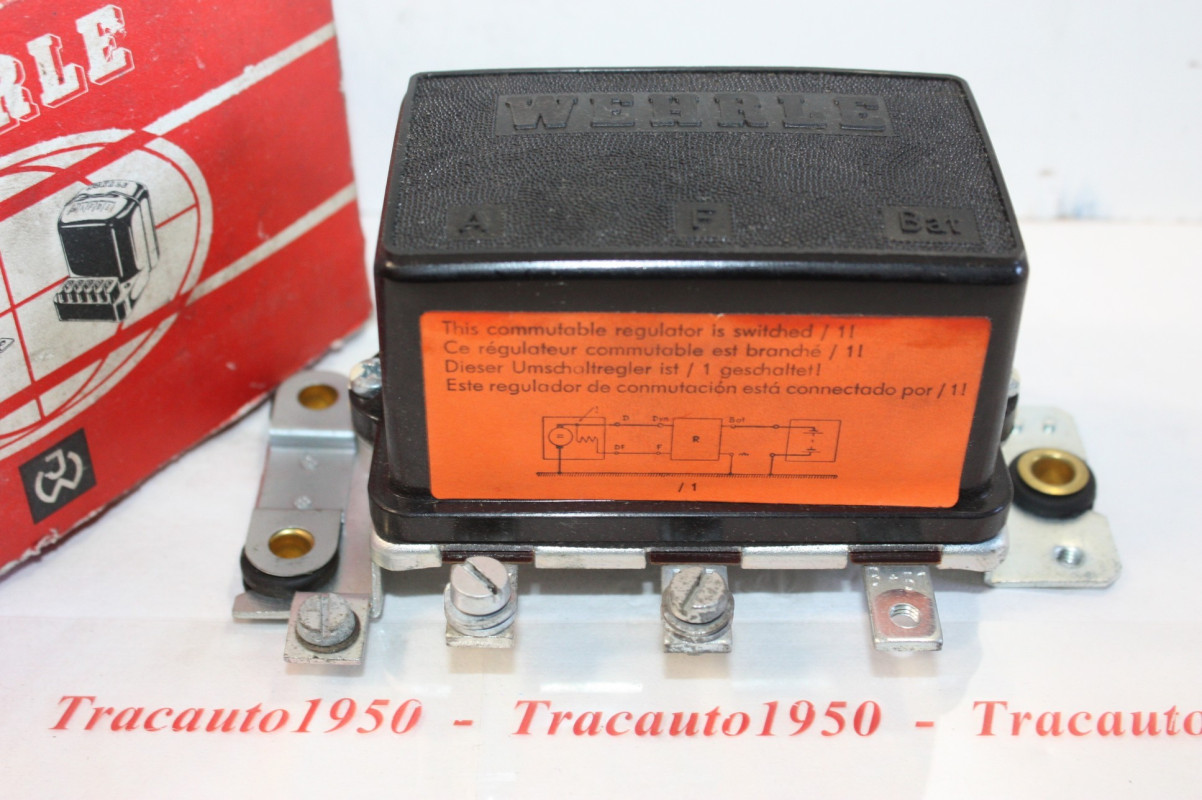 RLE
WEHRLE
A F Bat
This commutable regulator is switched / 1!
Ce régulateur commutable est branché / 1!
Dieser Umschaltregler ist / 1 geschaltet!
Este regulador de conmutación está connectado por / 1!
D Bat
R
DF F
/ 1
Tracauto1950 - Tracauto1950 - Tracauto